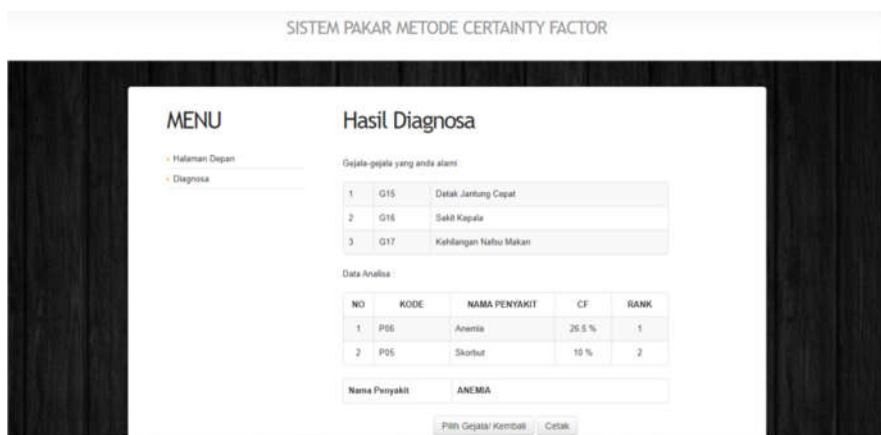 SISTEM PAKAR METODE CERTAINTY FACTOR
MENU
Halaman Depan
Diagnosa
Hasil Diagnosa
Gejala-gejala yang anda alami
1 G15 Detak Jantung Cepat
2 G16 Sakit Kepala
3 G17 Kehilangan Nafsu Makan
Data Analisa :
NO KODE NAMA PENYAKIT CF RANK
1 P06 Anemia 26.5 % 1
2 P05 Skorbut 10 % 2
Nama Penyakit ANEMIA
Pilih Gejala/ Kembali Cetak